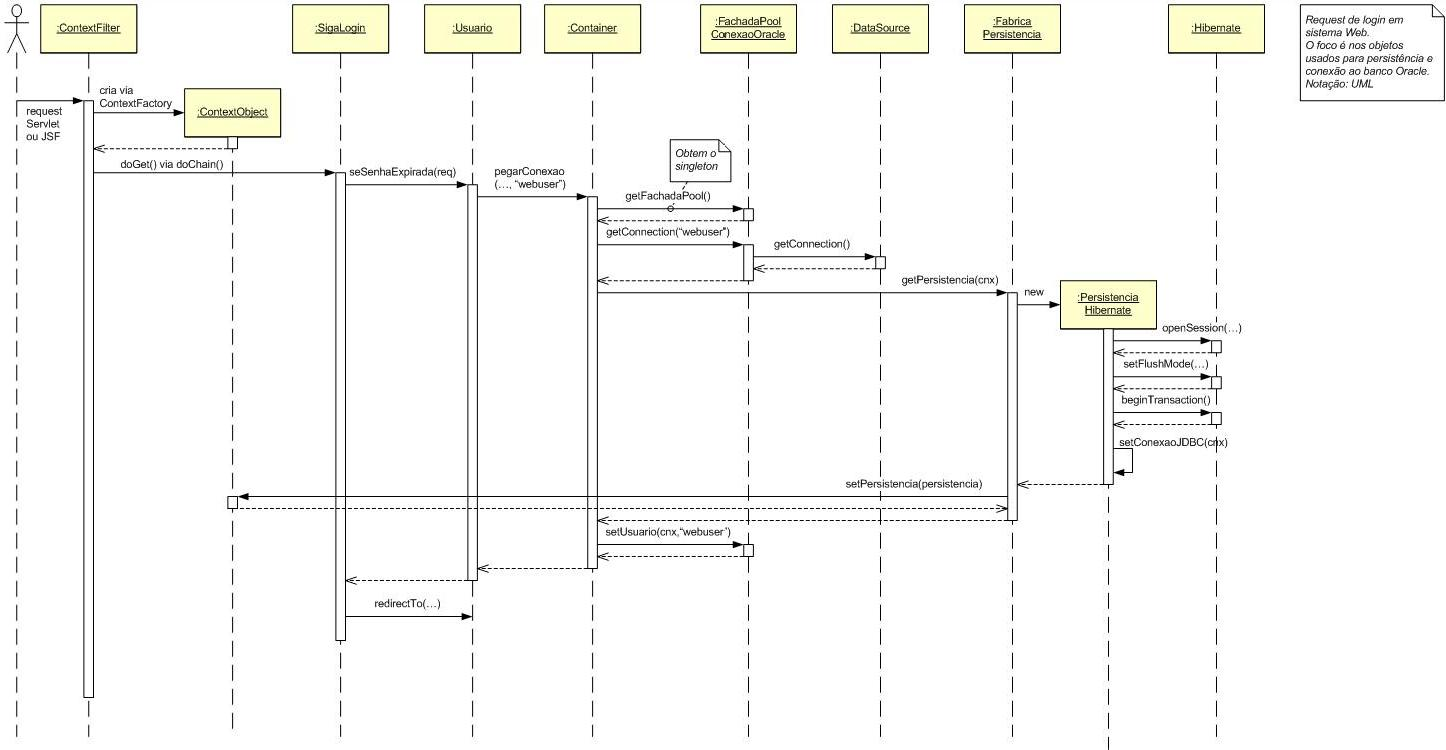 :ContextFilter
:SigaLogin
:Usuario
:Container
:FachadaPool
ConexaoOracle
:DataSource
:Fabrica
Persistencia
:Hibernate
Request de login em
sistema Web.
O foco é nos objetos
usados para persistência e
conexão ao banco Oracle.
Notação: UML
request
Servlet
ou JSF
cria via
ContextFactory
:ContextObject
doGet() via doChain()
seSenhaExpirada(req)
pegarConexao
(…, “webuser”)
Obtem o
singleton
getFachadaPool()
getConnection(“webuser”)
getConnection()
getPersistencia(cnx)
new
:Persistencia
Hibernate
openSession(…)
setFlushMode(…)
beginTransaction()
setConexaoJDBC(cnx)
setPersistencia(persistencia)
setUsuario(cnx,“webuser”)
redirectTo(…)